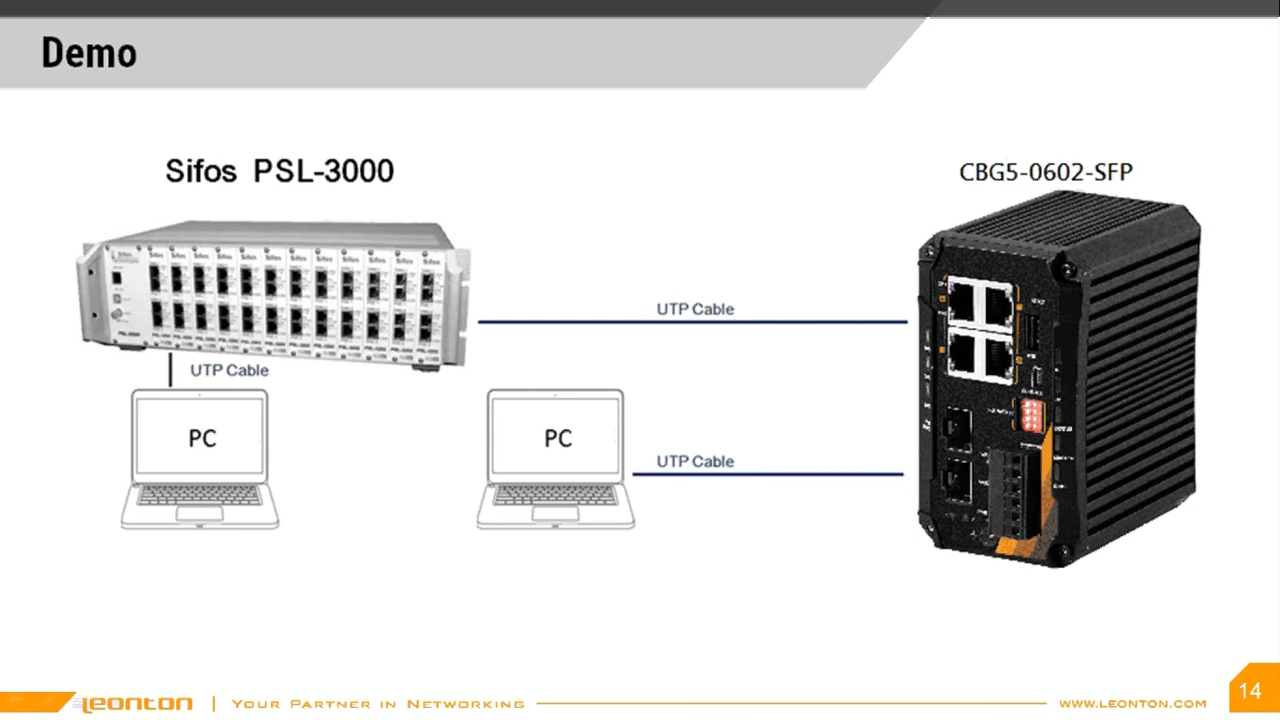 Demo
Sifos PSL-3000
CBG5-0602-SFP
UTP Cable
UTP Cable
PC
PC
UTP Cable
Leonton | Your Partner in Networking
www.leonton.com
14